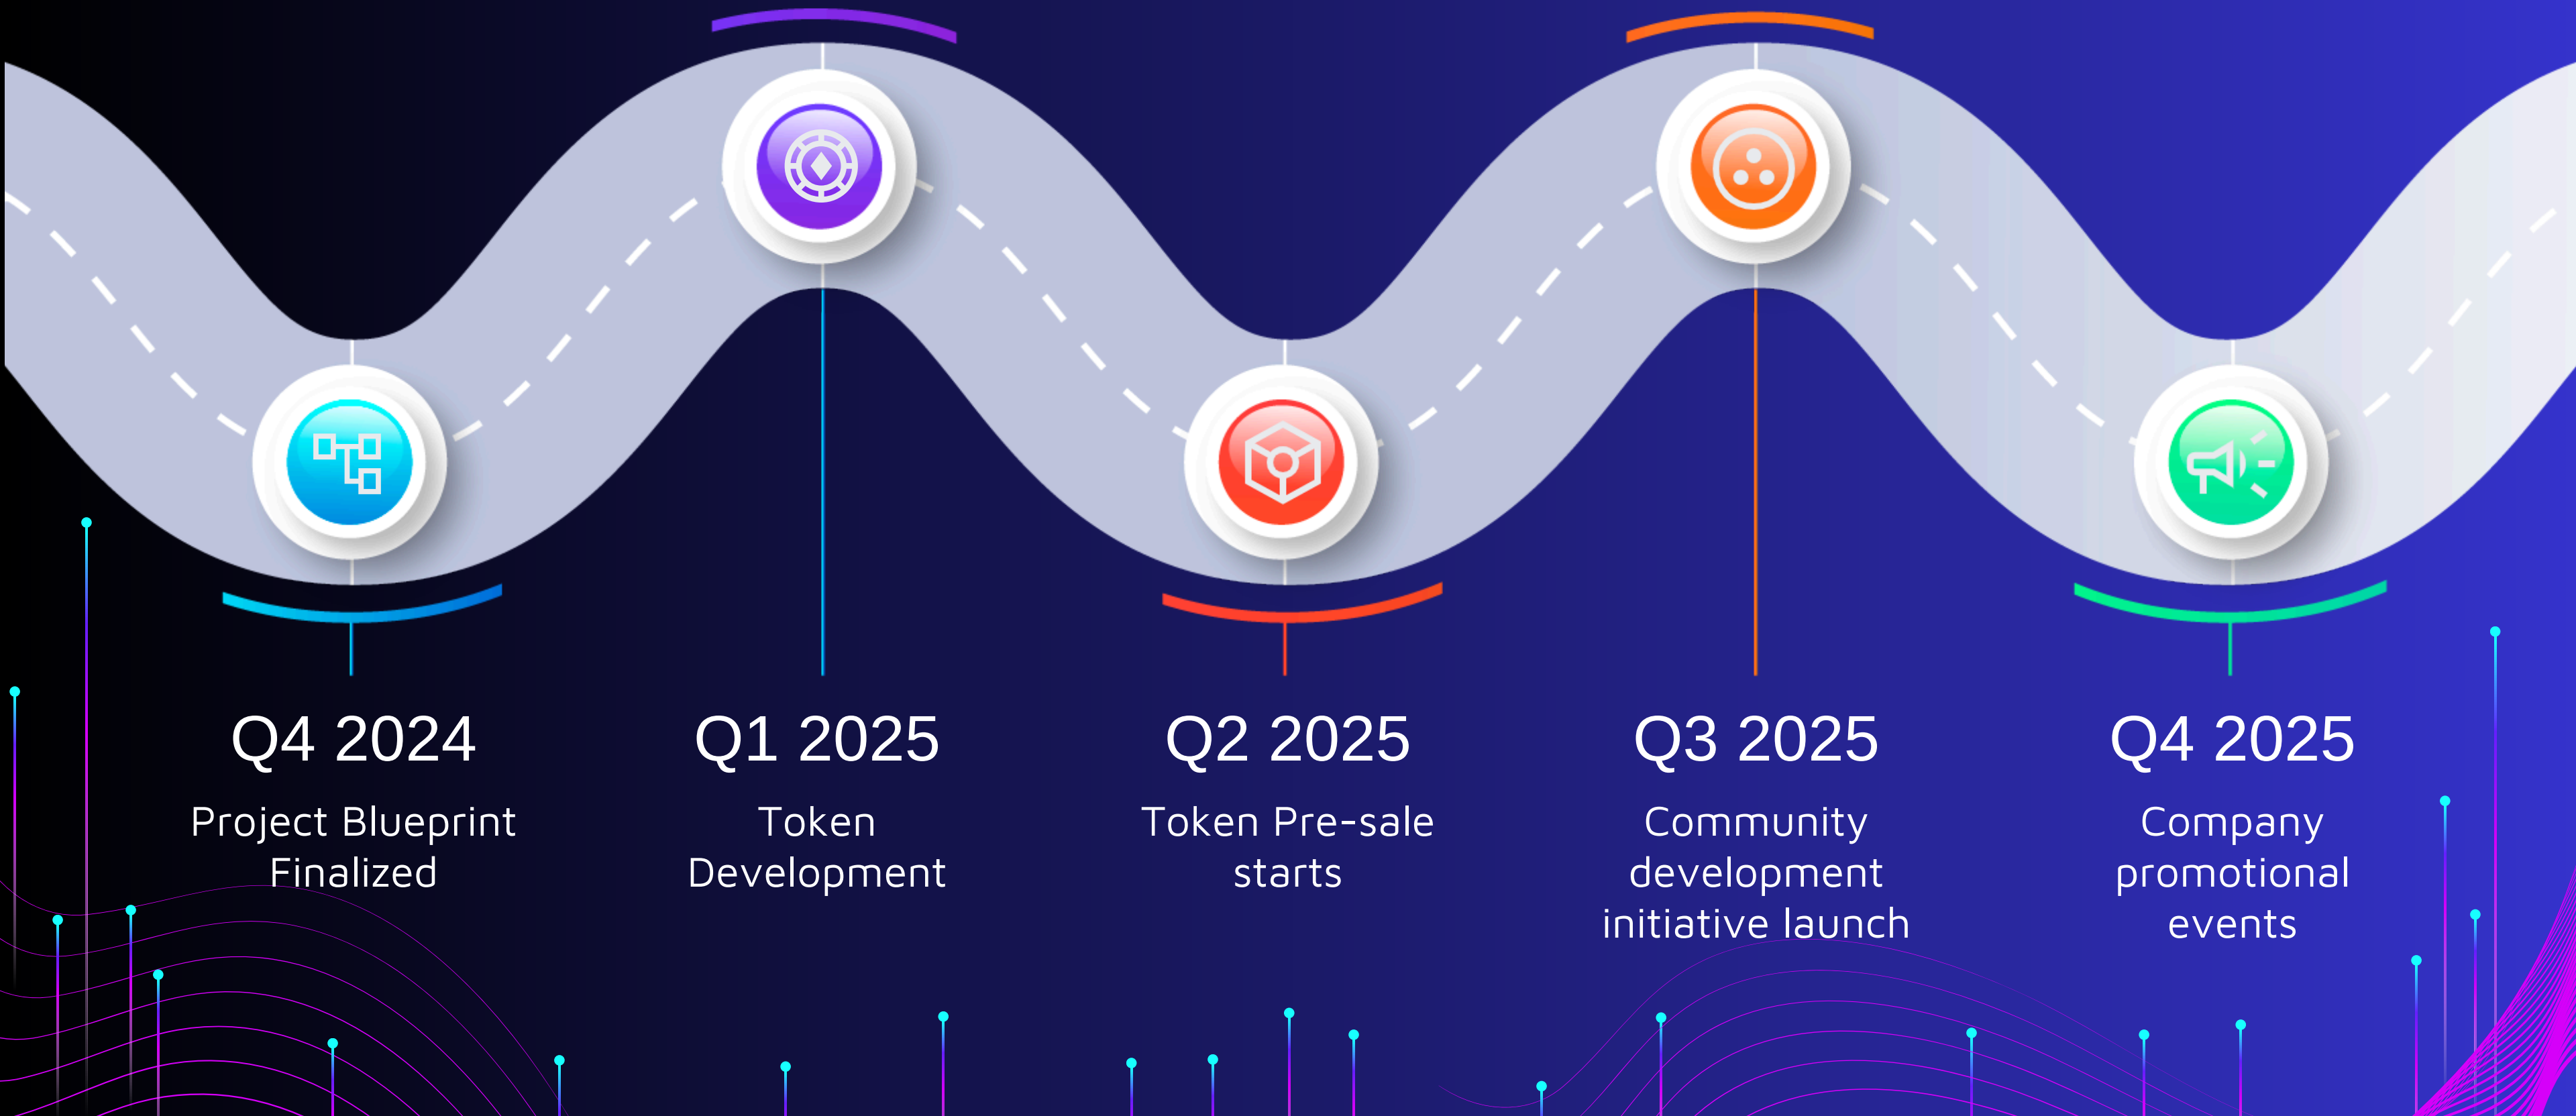 Q4 2024
Project Blueprint
Finalized
Q1 2025
Token
Development
Q2 2025
Token Pre-sale
starts
Q3 2025
Community
development
initiative launch
Q4 2025
Company
promotional
events